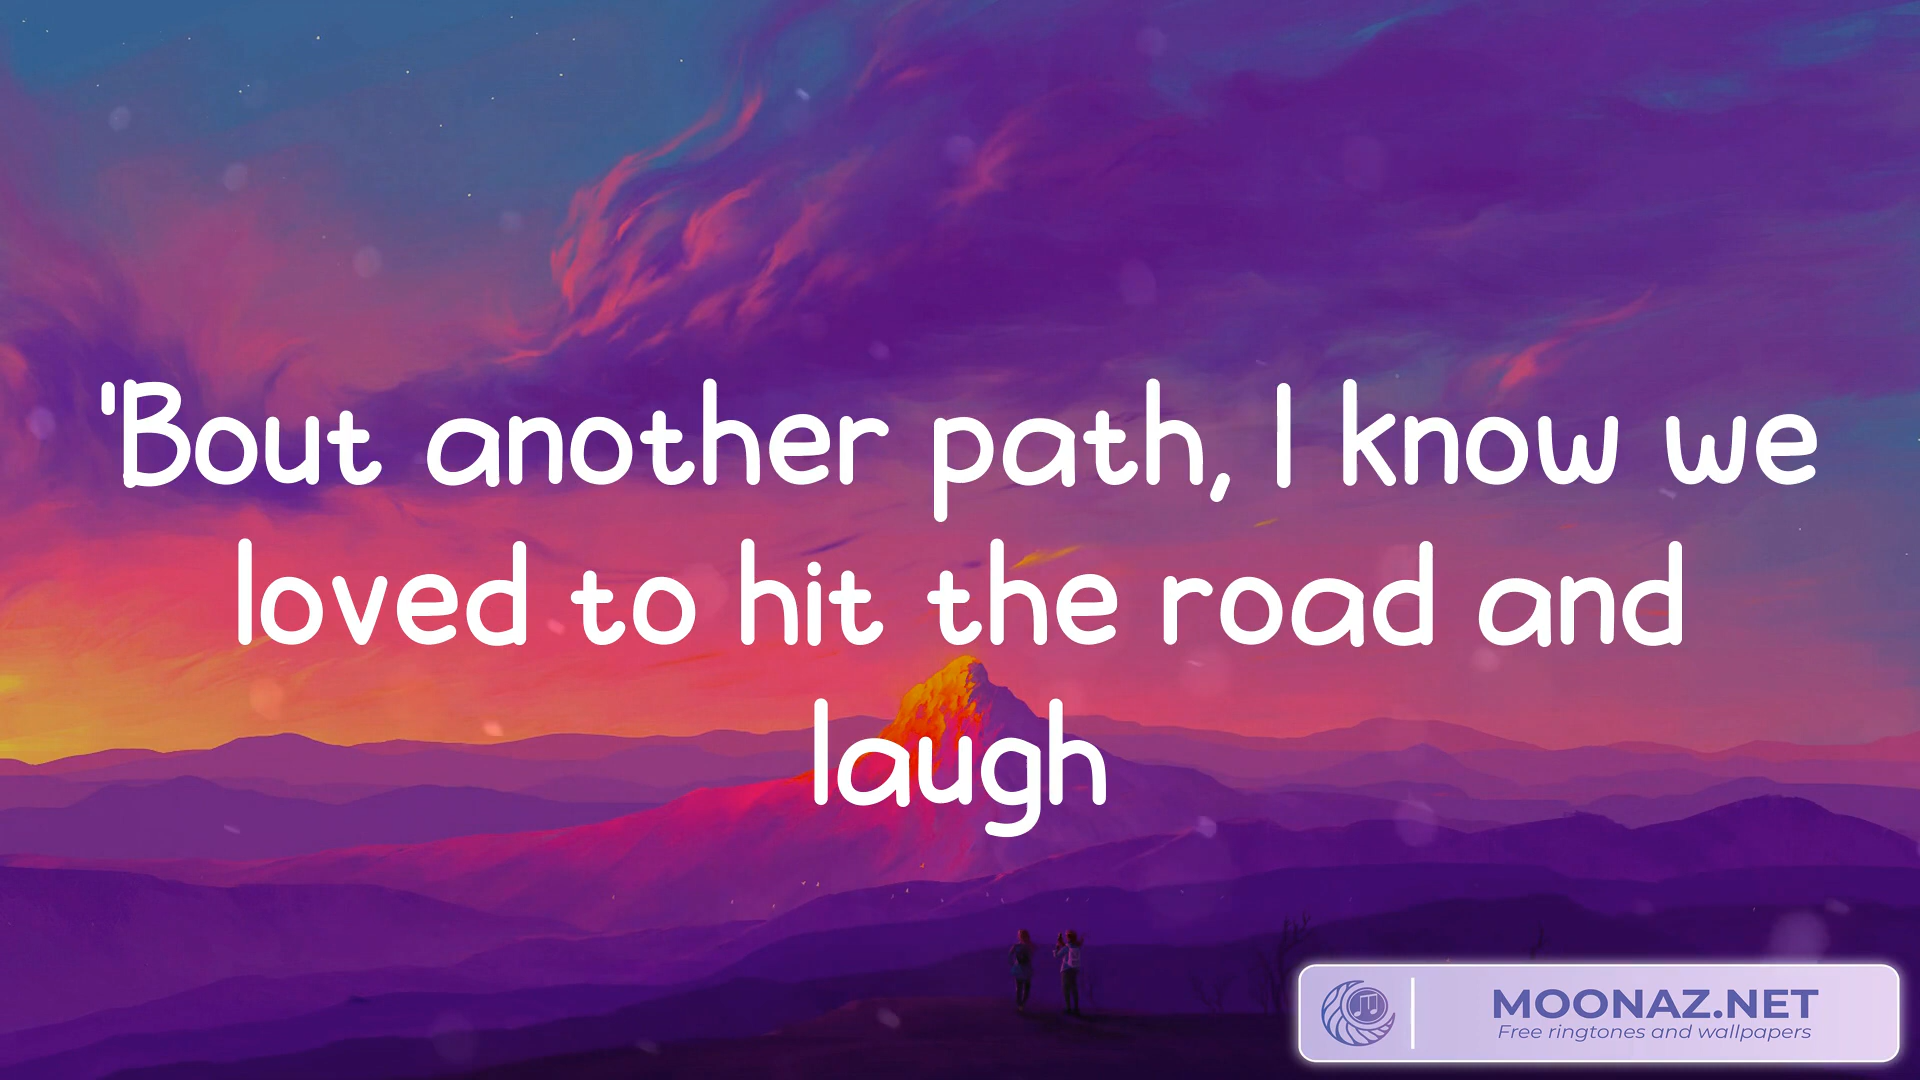 'Bout another path, I know we
loved to hit the road and
laugh
MOONAZ.NET
Free ringtones and wallpapers